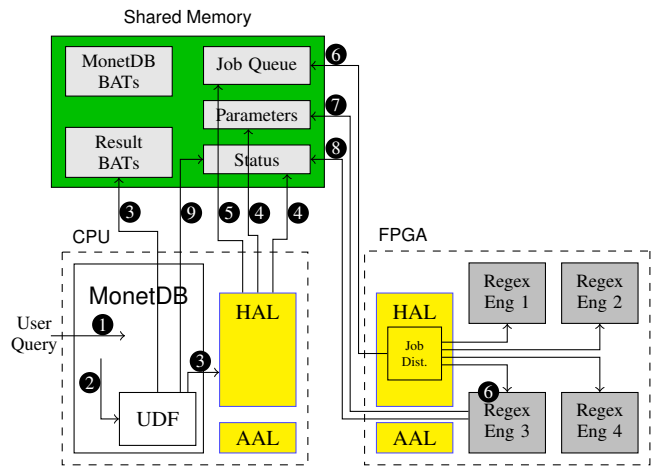 Shared Memory
MonetDB
BATs
Job Queue
6
Parameters
7
Result
BATs
Status
8
3
9
5
4
4
CPU
FPGA
MonetDB
HAL
HAL
Regex
Eng 1
Regex
Eng 2
User
Query
1
Job
Dist.
2
3
6
UDF
AAL
AAL
Regex
Eng 3
Regex
Eng 4